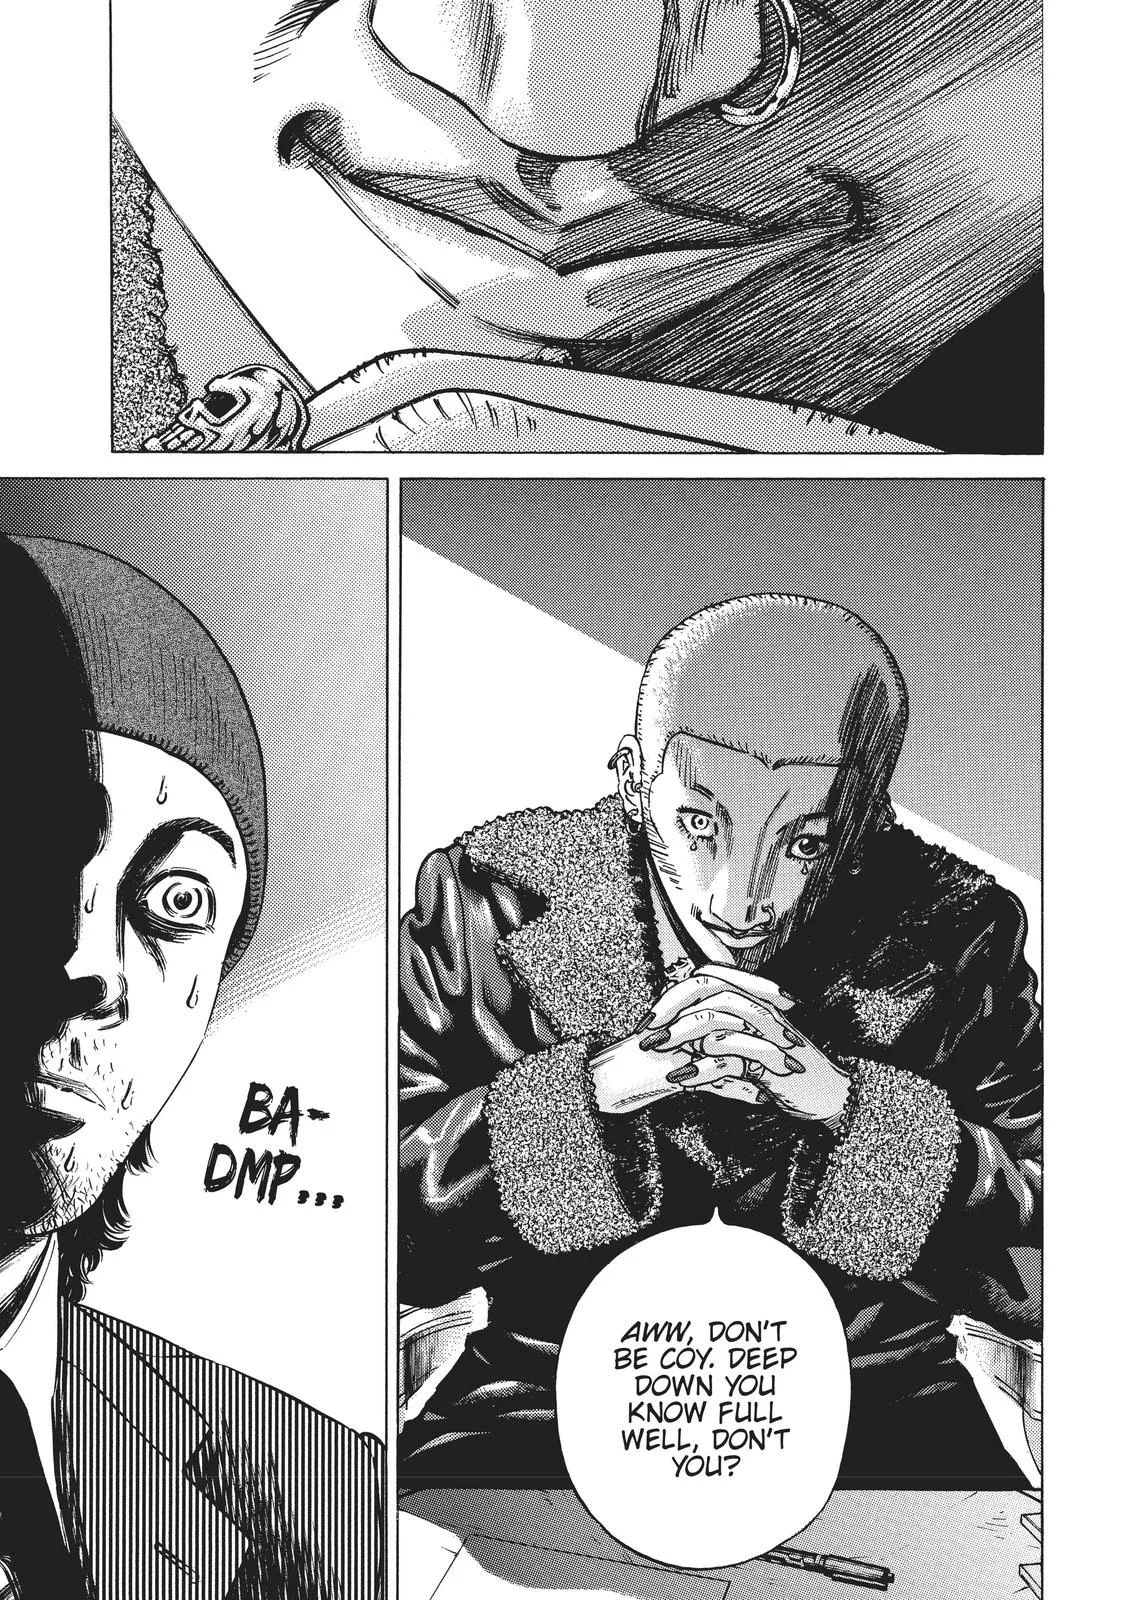 BA-
DMP...
AWW, DON'T
BE COY. DEEP
DOWN YOU
KNOW FULL
WELL, DON'T
YOU?